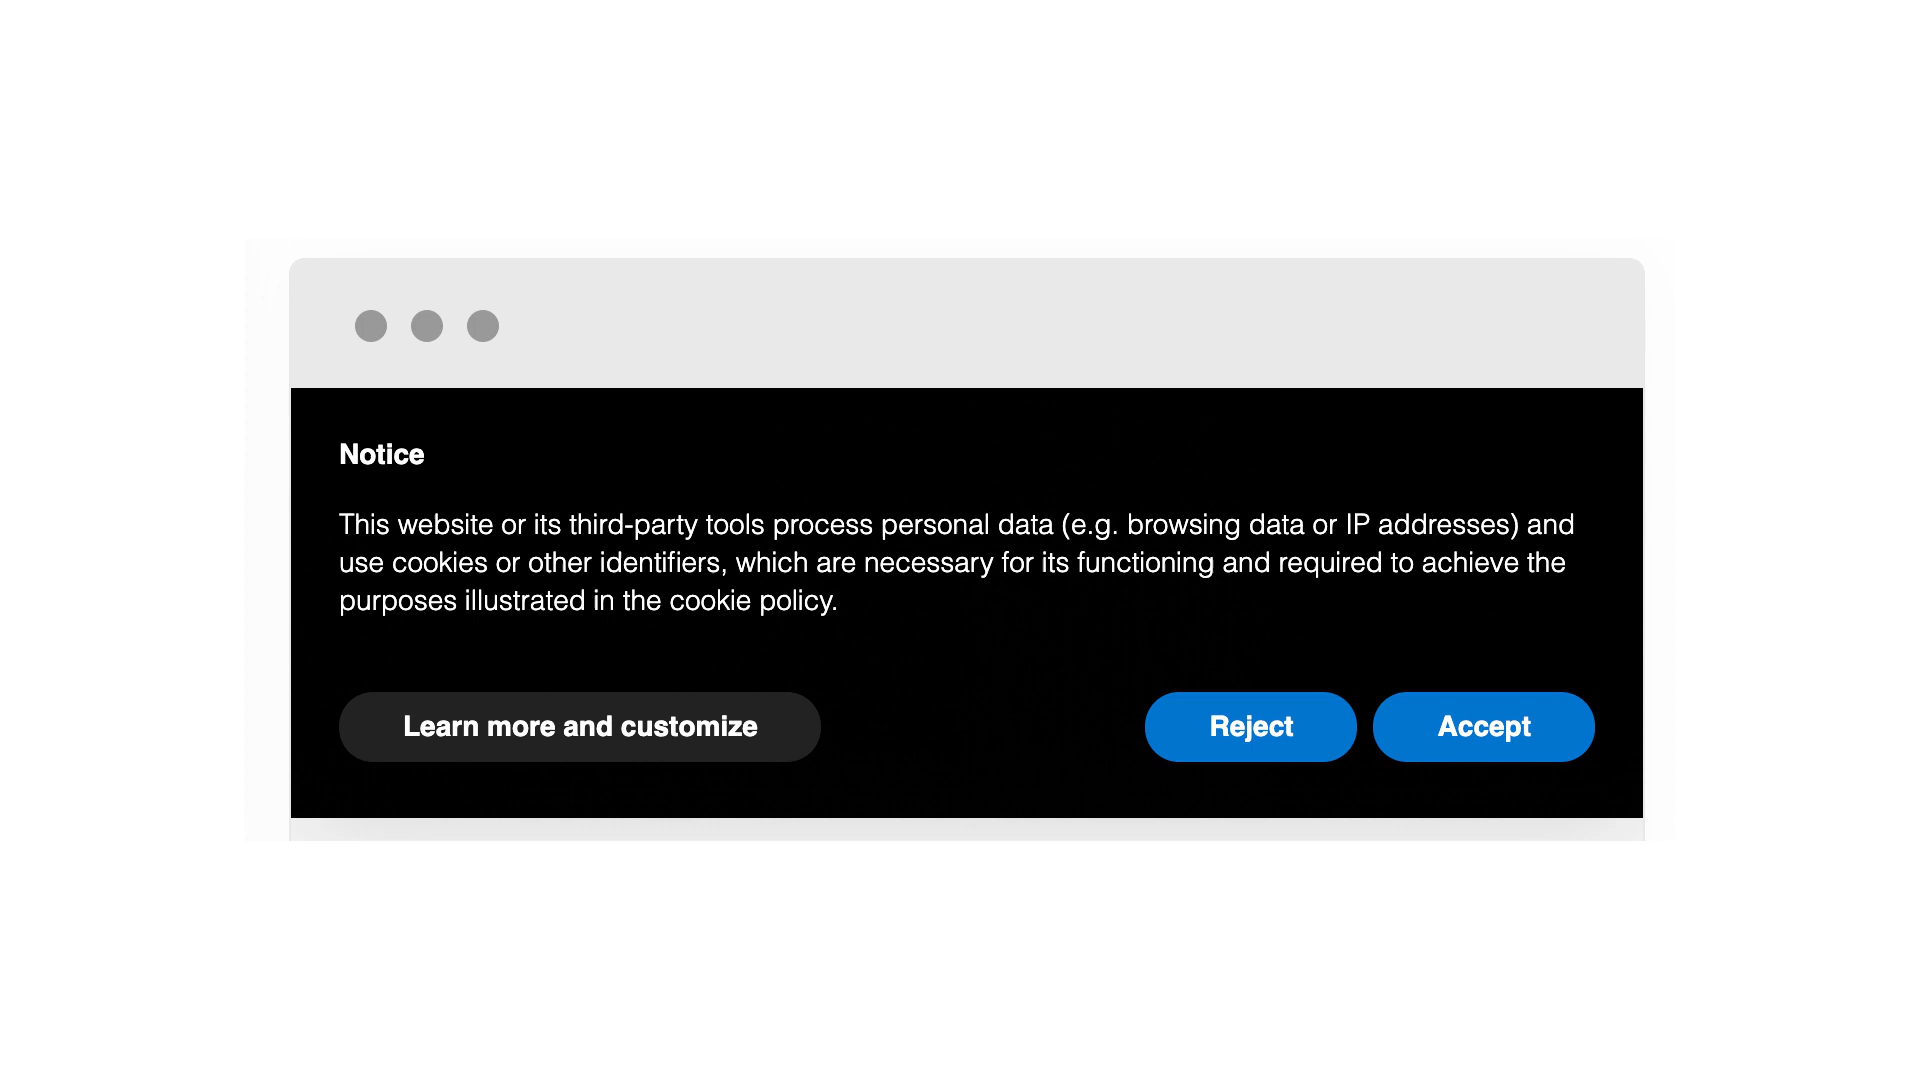 Notice
This website or its third-party tools process personal data (e.g. browsing data or IP addresses) and
use cookies or other identifiers, which are necessary for its functioning and required to achieve the
purposes illustrated in the cookie policy.
Learn more and customize
Reject
Accept